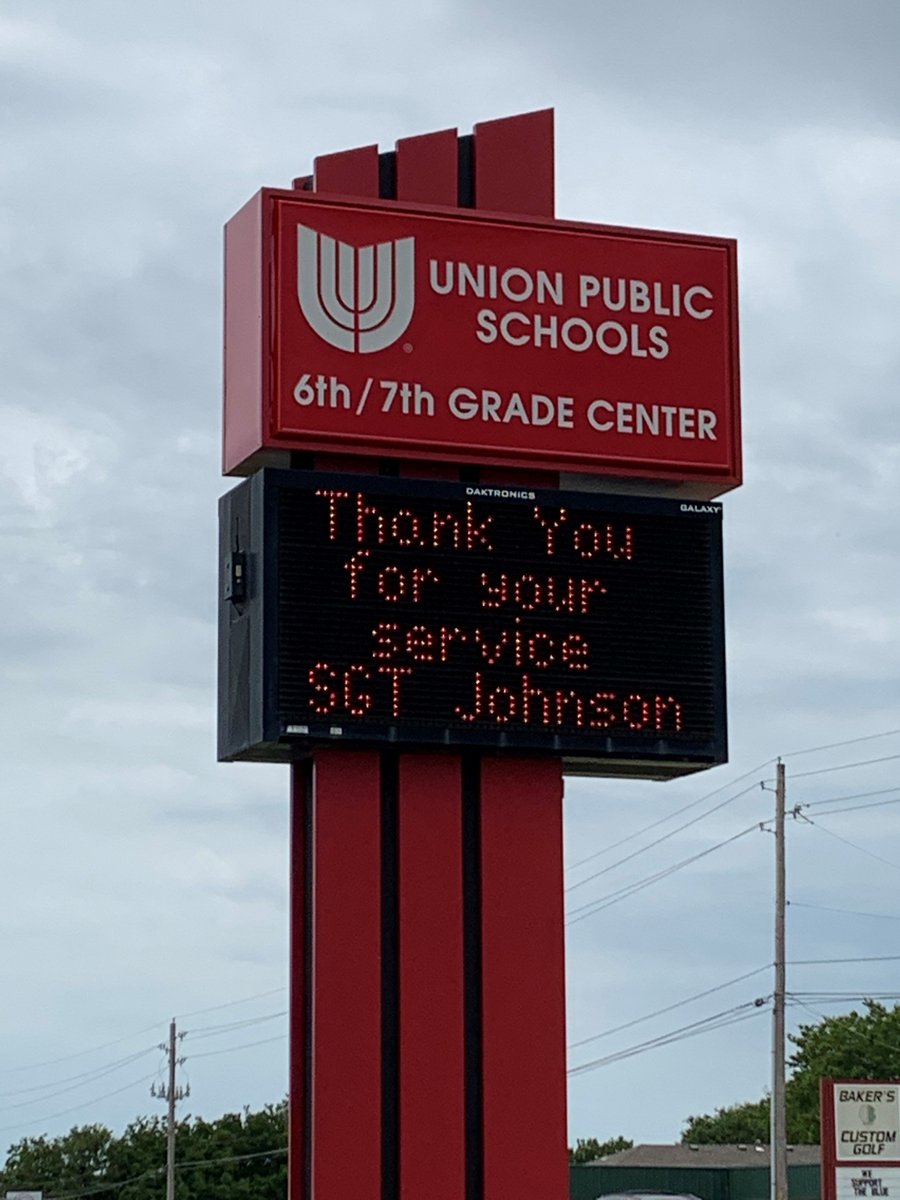 UNION PUBLIC
SCHOOLS
®
6th/7th GRADE CENTER
DAKTRONICS
GALAXY
Thank You
for your
service
SGT Johnson
BAKER'S
CUSTOM
GOLF
WE
SUPPORT
THE BLUE